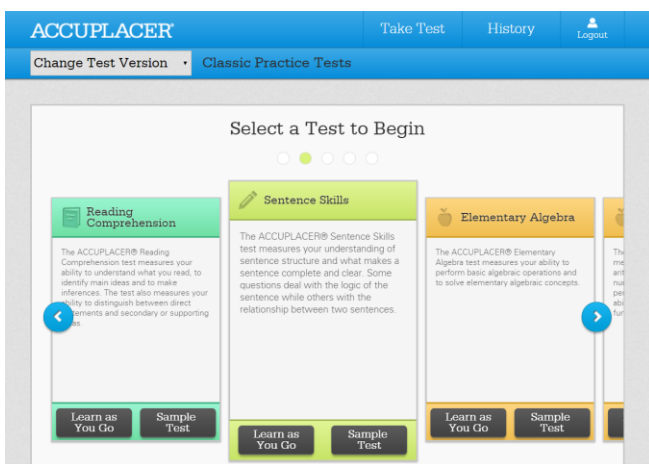 ACCUPLACER®
Take Test
History
Logout
Change Test Version
Classic Practice Tests
Select a Test to Begin
Reading
Comprehension
The ACCUPLACER® Reading
Comprehension test measures your
ability to understand what you read, to
identify main ideas and to make
inferences. The test also measures your
ability to distinguish between direct
statements and secondary or supporting
Learn as
You Go
Sample
Test
Sentence Skills
The ACCUPLACER® Sentence Skills
test measures your understanding of
sentence structure and what makes a
sentence complete and clear. Some
questions deal with the logic of the
sentence while others with the
relationship between two sentences.
Learn as
You Go
Sample
Test
Elementary Algebra
The ACCUPLACER® Elementary
Algebra test measures your ability to
perform basic algebraic operations and
to solve elementary algebraic concepts.
Learn as
You Go
Sample
Test